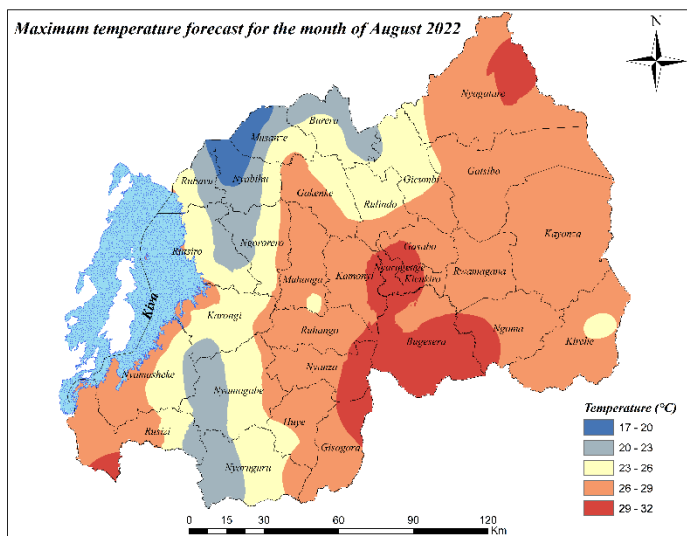 Maximum temperature forecast for the month of August 2022
N
Nyagatare
Burera
Musanze
Rubavu
Nyabihu
Gicumbi
Gatsibo
Gakenke
Rulindo
Rutsiro
Ngororero
Gasabo
Kayonza
Nyarugenge
Muhanga
Kamonyi
Kicukiro
Rwamagana
Kivu
Karongi
Ruhango
Bugesera
Ngoma
Kirehe
Nyamasheke
Nyanza
Nyamagabe
Rusizi
Huye
Gisagara
Nyaruguru
Temperature (°C)
17 - 20
20 - 23
23 - 26
26 - 29
29 - 32
0 15 30 60 90 120
Km